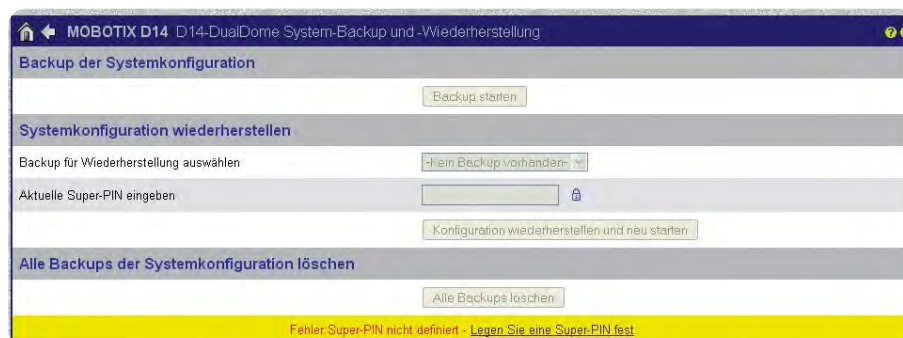 MOBOTIX D14 D14-DualDome System-Backup und -Wiederherstellung
Backup der Systemkonfiguration
Backup starten
Systemkonfiguration wiederherstellen
Backup für Wiederherstellung auswählen
-Kein Backup vorhanden-
Aktuelle Super-PIN eingeben
Konfiguration wiederherstellen und neu starten
Alle Backups der Systemkonfiguration löschen
Alle Backups löschen
Fehler:Super-PIN nicht definiert - Legen Sie eine Super-PIN fest